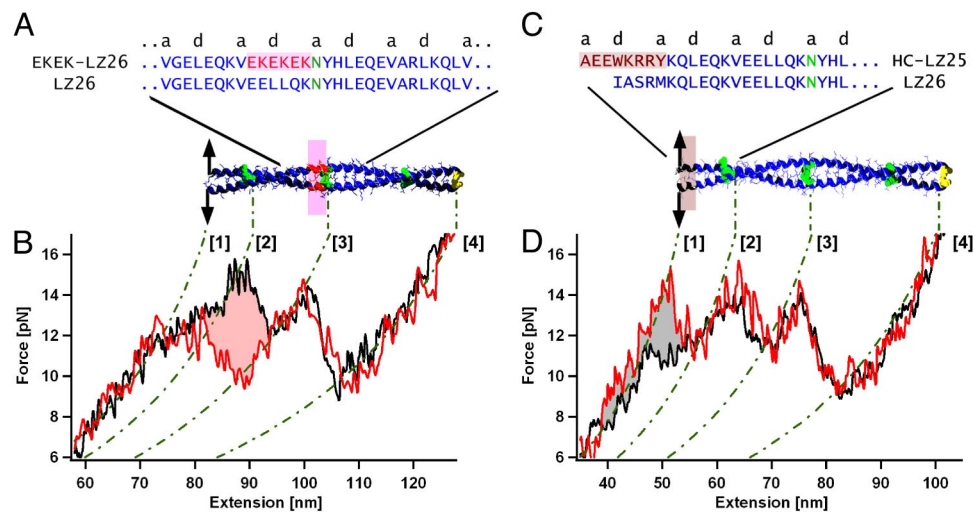 A
. . a d a d a d a d a . .
EKEK-LZ26 . . VGELEQKVEKEKEKNYHLEQEVARLKQLV . .
LZ26 . . VGELEQKVEELLQKNYHLEQEVARLKQLV . .
C
a d a d a d a d
AEEWKRRYKQLEQKVEELLQKNYHL... HC-LZ25
IASRMKQLEQKVEELLQKNYHL... LZ26
B
[1] [2] [3] [4]
Force [pN]
16
14
12
10
8
6
60 70 80 90 100 110 120
Extension [nm]
D
[1] [2] [3] [4]
Force [pN]
16
14
12
10
8
6
40 50 60 70 80 90 100
Extension [nm]